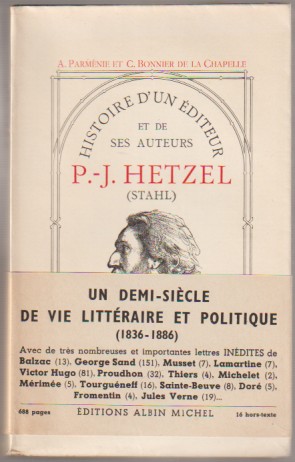 A. PARMÉNIE ET C. BONNIER DE LA CHAPELLE
HISTOIRE D'UN ÉDITEUR
ET DE
SES AUTEURS
P.-J. HETZEL
(STAHL)
UN DEMI-SIÈCLE
DE VIE LITTÉRAIRE ET POLITIQUE
(1836-1886)
Avec de très nombreuses et importantes lettres INÉDITES de
Balzac (13), George Sand (151), Musset (7), Lamartine (7),
Victor Hugo (81), Proudhon (32), Thiers (4), Michelet (2),
Mérimée (5), Tourguéneff (16), Sainte-Beuve (8), Doré (5),
Fromentin (4), Jules Verne (19)...
688 pages
ÉDITIONS ALBIN MICHEL
16 hors-texte